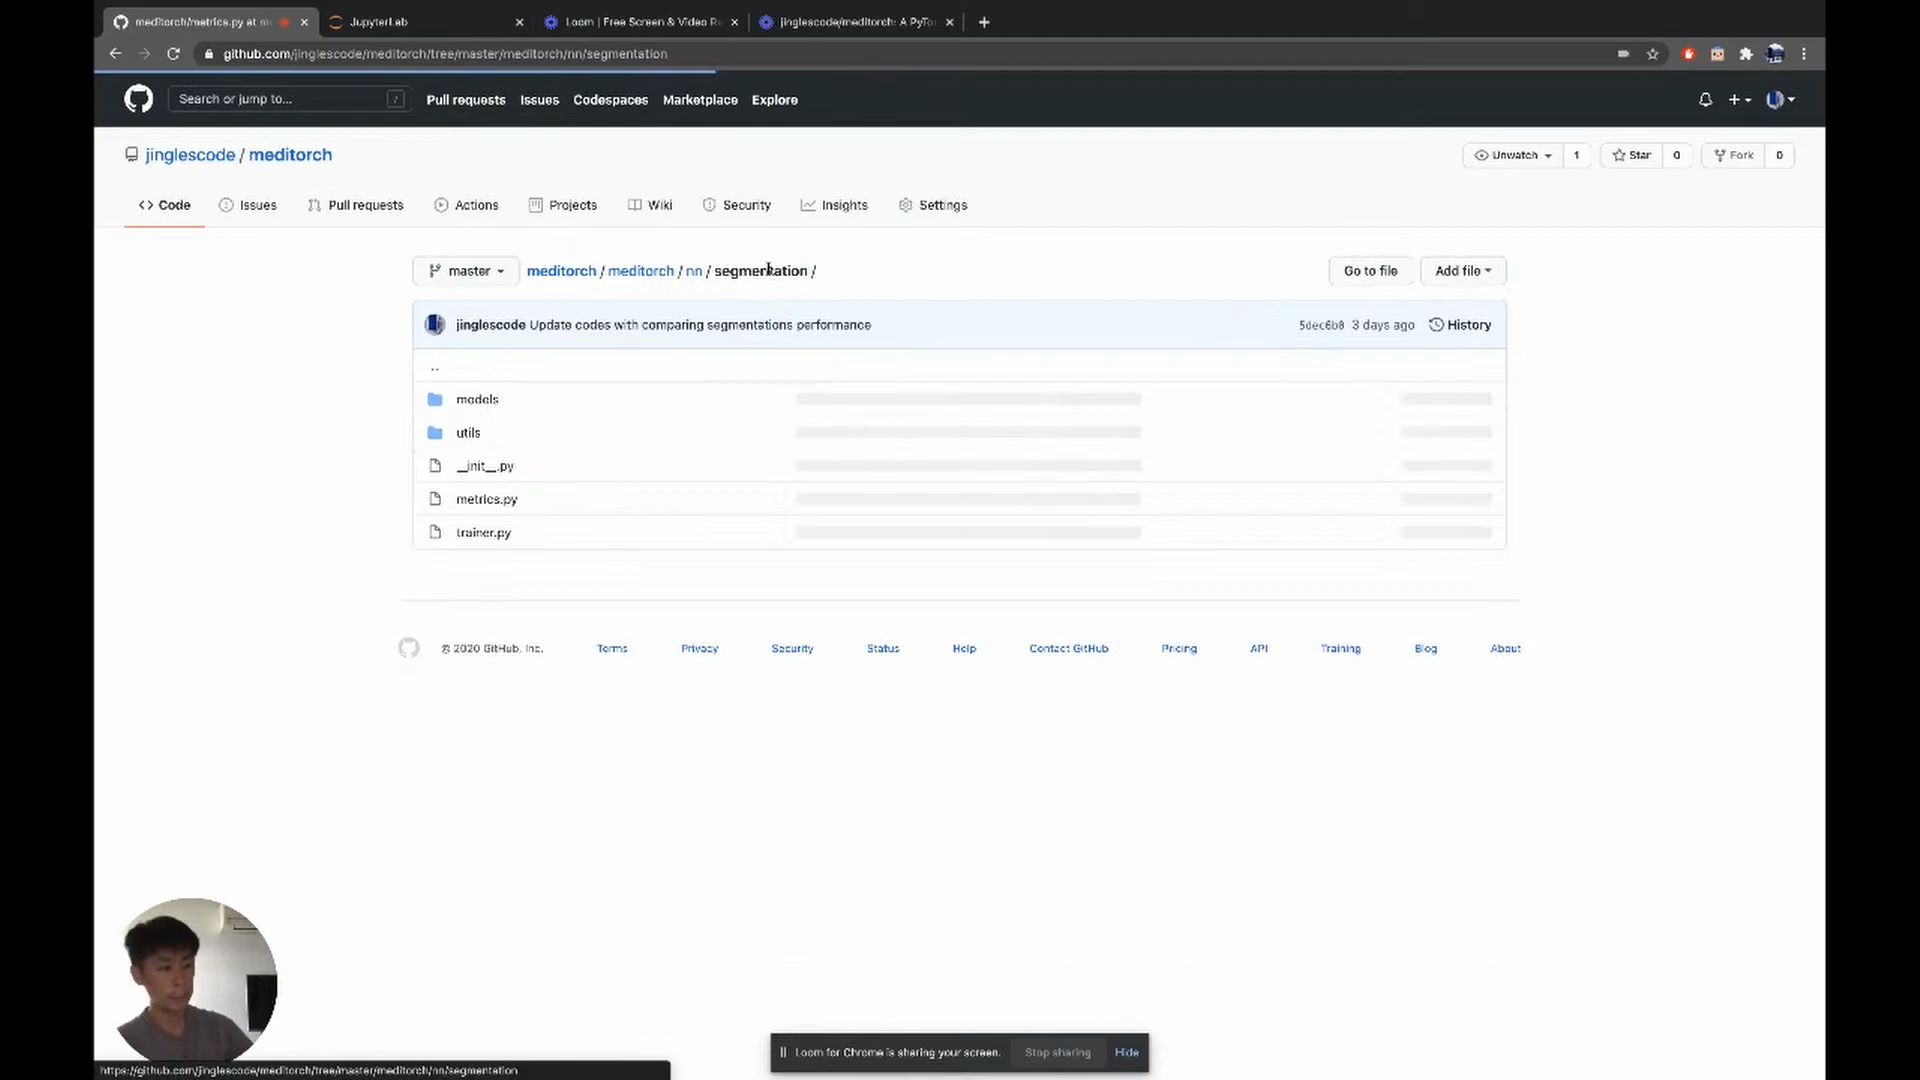 meditorch/metrics.py at m
JupyterLab
Loom | Free Screen & Video Re
jinglescode/meditorch: A PyTo
github.com/jinglescode/meditorch/tree/master/meditorch/nn/segmentation
Search or jump to...
/
Pull requests
Issues
Codespaces
Marketplace
Explore
jinglescode / meditorch
Unwatch
1
Star
0
Fork
0
<> Code
Issues
Pull requests
Actions
Projects
Wiki
Security
Insights
Settings
master
meditorch / meditorch / nn / segmentation /
Go to file
Add file
jinglescode Update codes with comparing segmentations performance
5dec6b0 3 days ago
History
..
models
utils
__init__.py
metrics.py
trainer.py
© 2020 GitHub, Inc.
Terms
Privacy
Security
Status
Help
Contact GitHub
Pricing
API
Training
Blog
About
Loom for Chrome is sharing your screen.
Stop sharing
Hide
https://github.com/jinglescode/meditorch/tree/master/meditorch/nn/segmentation